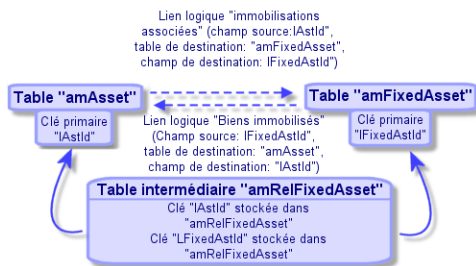 Lien logique "immobilisations
associées" (champ source:lAstId",
table de destination: "amFixedAsset",
champ de destination: lFixedAstId")
Table "amAsset"
Clé primaire
"lAstId"
Table "amFixedAsset"
Clé primaire
"lFixedAstId"
Lien logique "Biens immobilisés"
(Champ source: lFixedAstId",
table de destination: "amAsset",
champ de destination: "lAstId")
Table intermédiaire "amRelFixedAsset"
Clé "lAstId" stockée dans
"amRelFixedAsset"
Clé "LFixedAstId" stockée dans
"amRelFixedAsset"